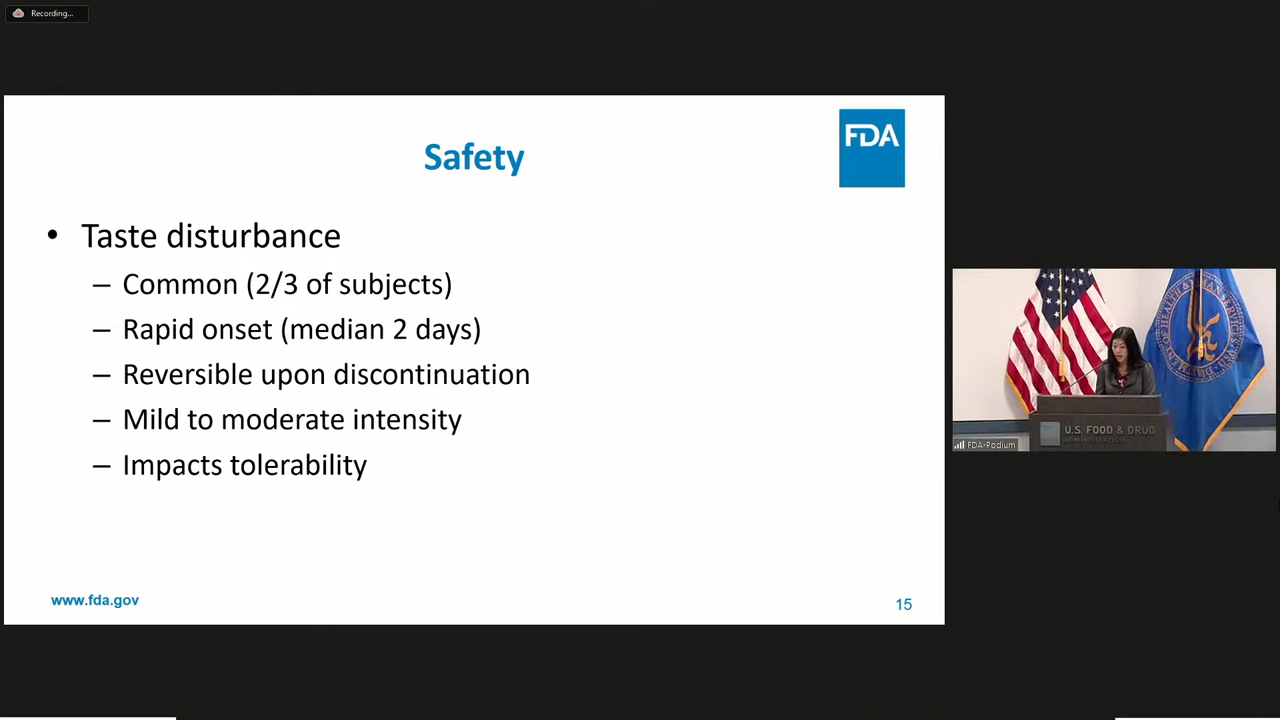 Recording...
FDA
Safety
• Taste disturbance
– Common (2/3 of subjects)
– Rapid onset (median 2 days)
– Reversible upon discontinuation
– Mild to moderate intensity
– Impacts tolerability
www.fda.gov
15
U.S. FOOD & DRUG
ADMINISTRATION
FDA-Podium